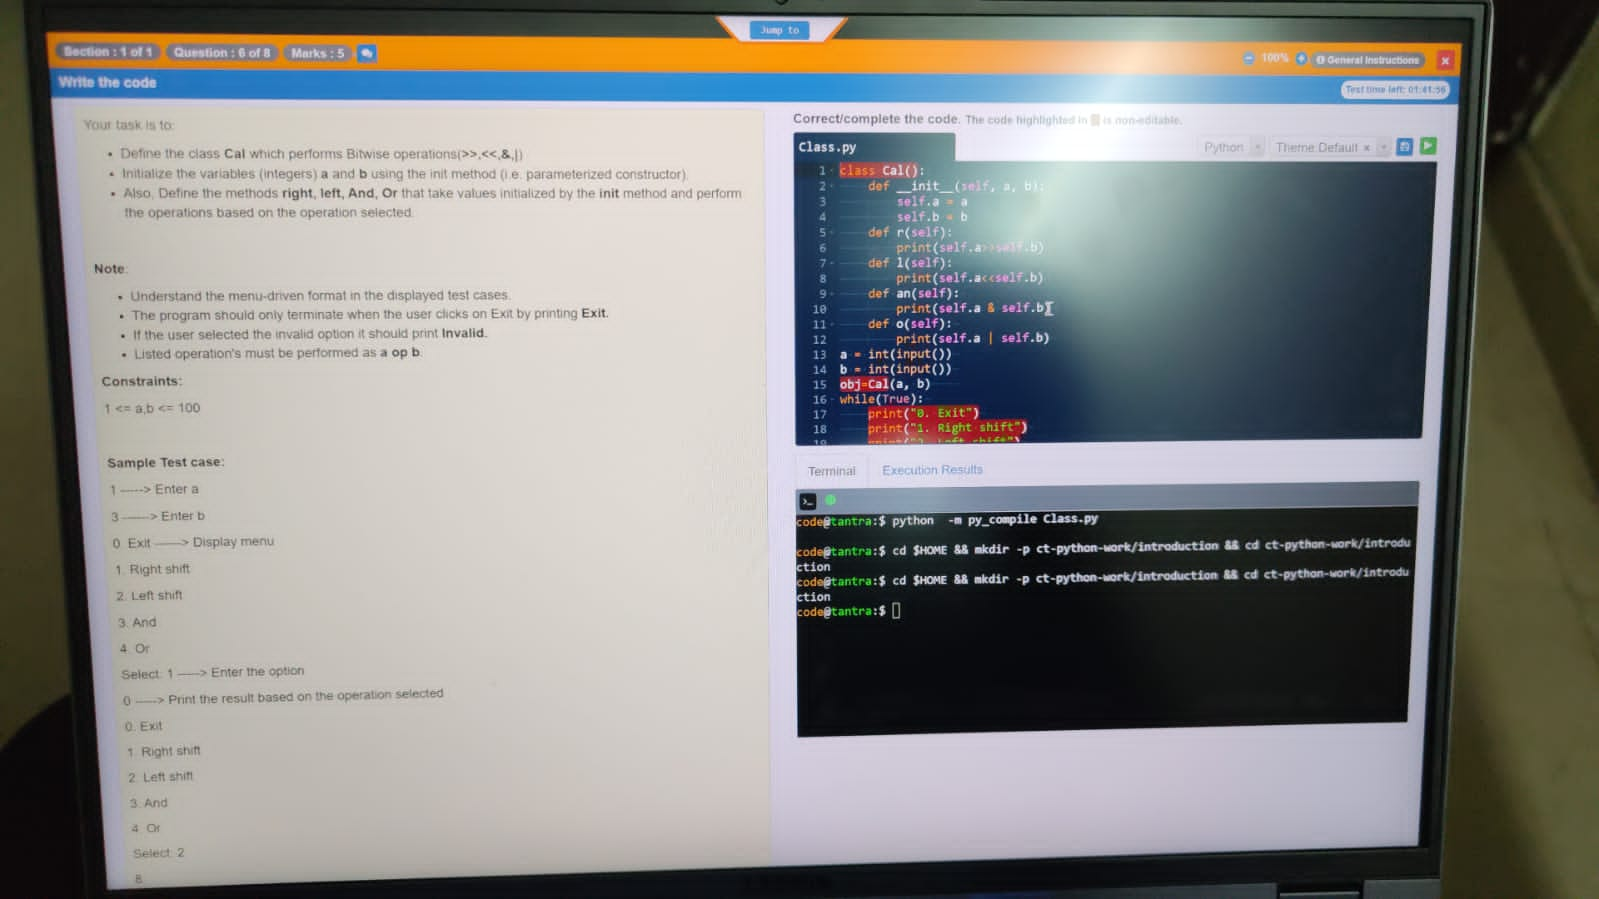 Jump to
Section : 1 of 1 Question : 6 of 8 Marks : 5
100% General Instructions
Write the code
Test time left: 01:41:56
Your task is to:
• Define the class Cal which performs Bitwise operations(>>,<<,&,|)
• Initialize the variables (integers) a and b using the init method (i.e. parameterized constructor).
• Also, Define the methods right, left, And, Or that take values initialized by the init method and perform
the operations based on the operation selected.
Note:
• Understand the menu-driven format in the displayed test cases.
• The program should only terminate when the user clicks on Exit by printing Exit.
• If the user selected the invalid option it should print Invalid.
• Listed operation's must be performed as a op b.
Constraints:
1 <= a,b <= 100
Sample Test case:
1 -----> Enter a
3 ------> Enter b
0. Exit ------> Display menu
1. Right shift
2. Left shift
3. And
4. Or
Select: 1 -----> Enter the option
0 -----> Print the result based on the operation selected
0. Exit
1. Right shift
2. Left shift
3. And
4. Or
Select: 2
8
Correct/complete the code. The code highlighted in is non-editable.
Class.py
Python Theme:Default ×
1 class Cal():
2 def __init__(self, a, b):
3 self.a = a
4 self.b = b
5 def r(self):
6 print(self.a>>self.b)
7 def l(self):
8 print(self.a<<self.b)
9 def an(self):
10 print(self.a & self.b)
11 def o(self):
12 print(self.a | self.b)
13 a = int(input())
14 b = int(input())
15 obj=Cal(a, b)
16 while(True):
17 print("0. Exit")
18 print("1. Right shift")
19 print("2. Left shift")
Terminal Execution Results
code@tantra:$ python -m py_compile Class.py
code@tantra:$ cd $HOME && mkdir -p ct-python-work/introduction && cd ct-python-work/introdu
ction
code@tantra:$ cd $HOME && mkdir -p ct-python-work/introduction && cd ct-python-work/introdu
ction
code@tantra:$